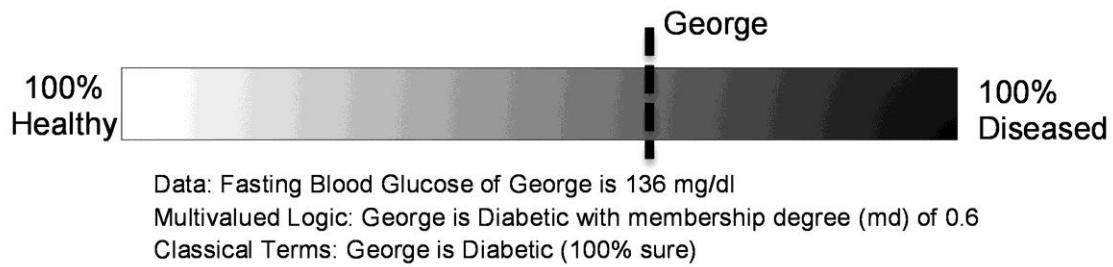 George
100%
Healthy
100%
Diseased
Data: Fasting Blood Glucose of George is 136 mg/dl
Multivalued Logic: George is Diabetic with membership degree (md) of 0.6
Classical Terms: George is Diabetic (100% sure)